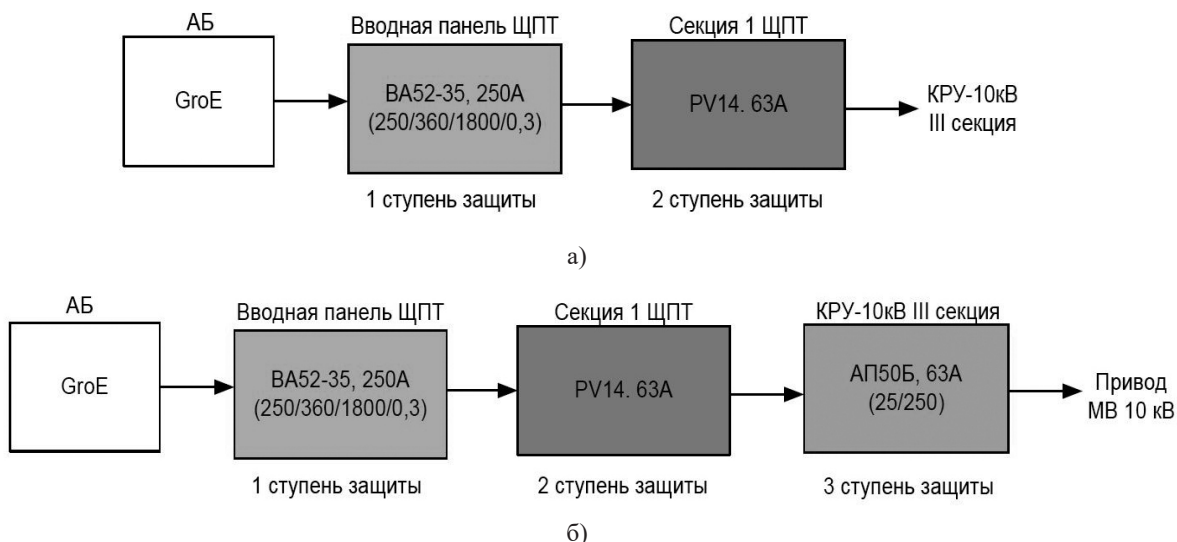 АБ
Вводная панель ЩПТ
Секция 1 ЩПТ
GroE
ВА52-35, 250А
(250/360/1800/0,3)
PV14. 63А
КРУ-10кВ
III секция
1 ступень защиты
2 ступень защиты
а)
АБ
Вводная панель ЩПТ
Секция 1 ЩПТ
КРУ-10кВ III секция
GroE
ВА52-35, 250А
(250/360/1800/0,3)
PV14. 63А
АП50Б, 63А
(25/250)
Привод
МВ 10 кВ
1 ступень защиты
2 ступень защиты
3 ступень защиты
б)